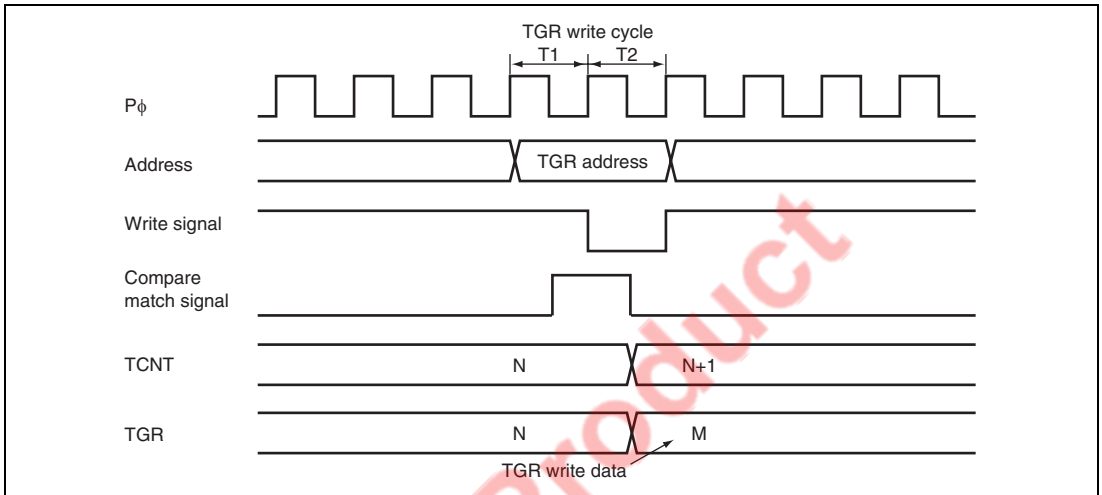 TGR write cycle
T1 T2
Pϕ
Address
TGR address
Write signal
Compare
match signal
TCNT
N
N+1
TGR
N
M
TGR write data
Product